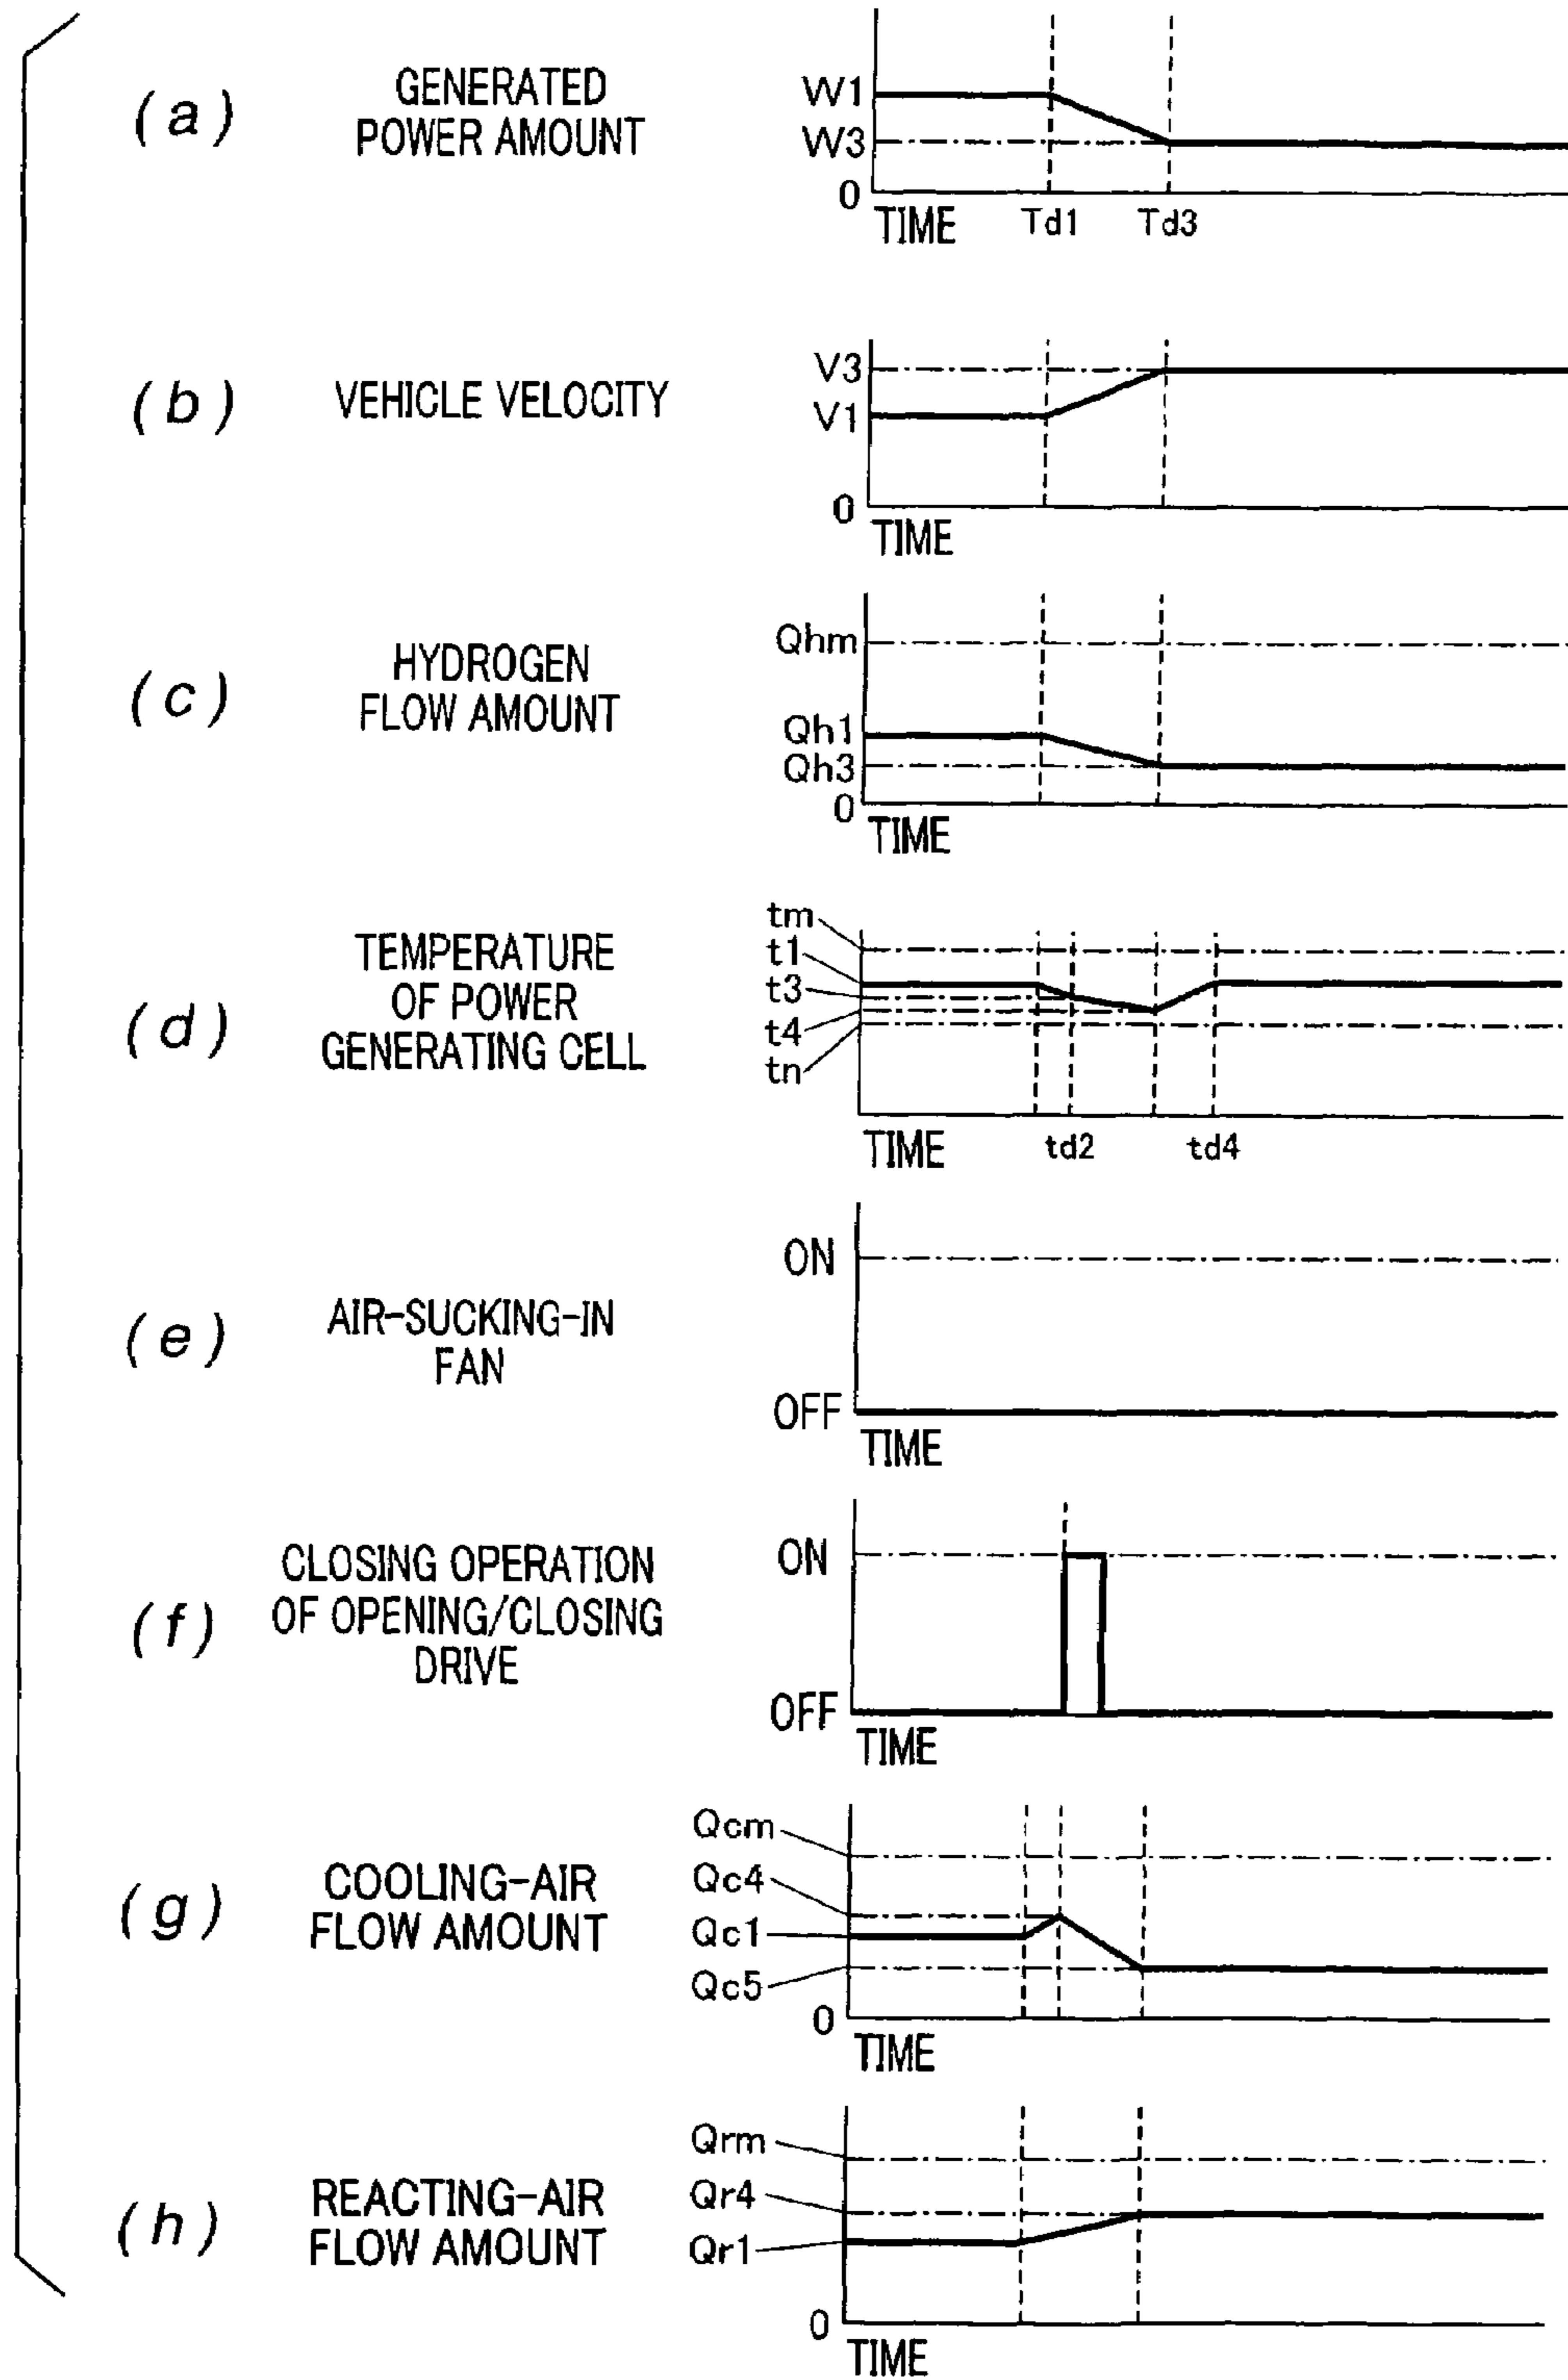 (a)
GENERATED
POWER AMOUNT
W1
W3
0
TIME
Td1
Td3
(b)
VEHICLE VELOCITY
V3
V1
0
TIME
(c)
HYDROGEN
FLOW AMOUNT
Qhm
Qh1
Qh3
0
TIME
(d)
TEMPERATURE
OF POWER
GENERATING CELL
tm
t1
t3
t4
tn
TIME
td2
td4
(e)
AIR-SUCKING-IN
FAN
ON
OFF
TIME
(f)
CLOSING OPERATION
OF OPENING/CLOSING
DRIVE
ON
OFF
TIME
(g)
COOLING-AIR
FLOW AMOUNT
Qcm
Qc4
Qc1
Qc5
0
TIME
(h)
REACTING-AIR
FLOW AMOUNT
Qrm
Qr4
Qr1
0
TIME